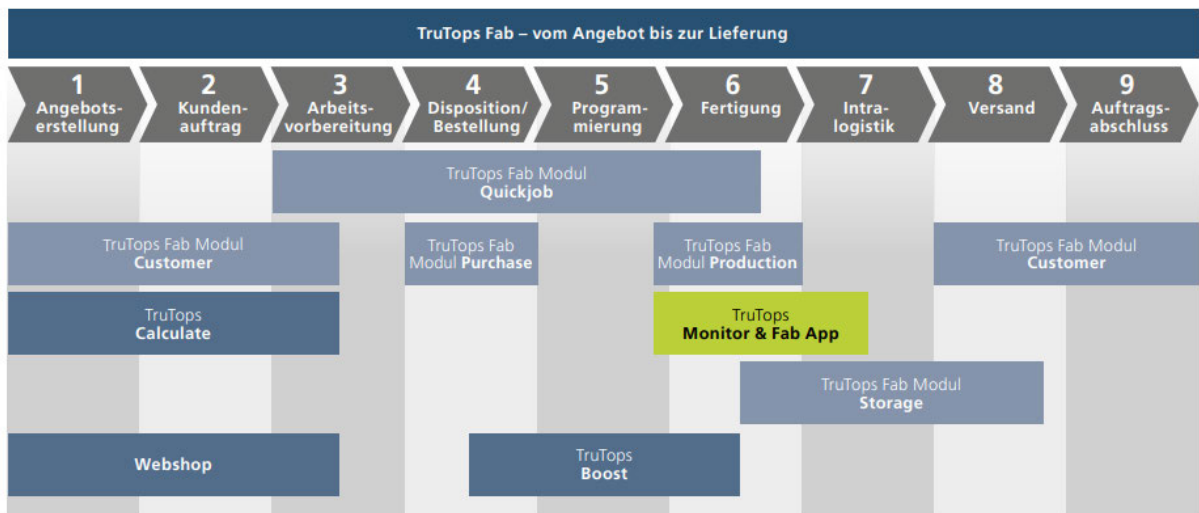 TruTops Fab – vom Angebot bis zur Lieferung
1
Angebots-
erstellung
2
Kunden-
auftrag
3
Arbeits-
vorbereitung
4
Disposition/
Bestellung
5
Program-
mierung
6
Fertigung
7
Intra-
logistik
8
Versand
9
Auftrags-
abschluss
TruTops Fab Modul
Quickjob
TruTops Fab Modul
Customer
TruTops Fab
Modul Purchase
TruTops Fab
Modul Production
TruTops Fab Modul
Customer
TruTops
Calculate
TruTops
Monitor & Fab App
TruTops Fab Modul
Storage
Webshop
TruTops
Boost